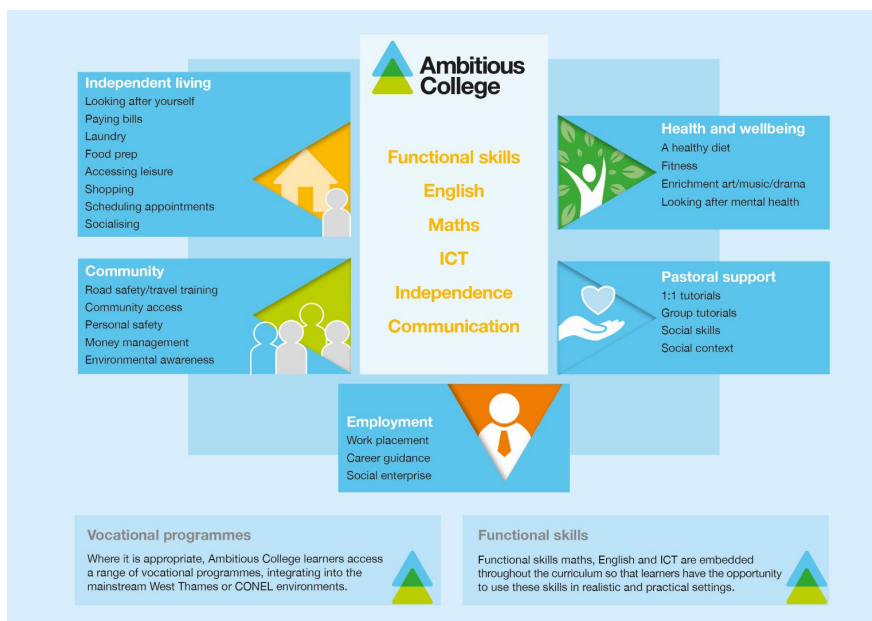 Ambitious
College
Functional skills
English
Maths
ICT
Independence
Communication
Independent living
Looking after yourself
Paying bills
Laundry
Food prep
Accessing leisure
Shopping
Scheduling appointments
Socialising
Community
Road safety/travel training
Community access
Personal safety
Money management
Environmental awareness
Health and wellbeing
A healthy diet
Fitness
Enrichment art/music/drama
Looking after mental health
Pastoral support
1:1 tutorials
Group tutorials
Social skills
Social context
Employment
Work placement
Career guidance
Social enterprise
Vocational programmes
Where it is appropriate, Ambitious College learners access
a range of vocational programmes, integrating into the
mainstream West Thames or CONEL environments.
Functional skills
Functional skills maths, English and ICT are embedded
throughout the curriculum so that learners have the opportunity
to use these skills in realistic and practical settings.